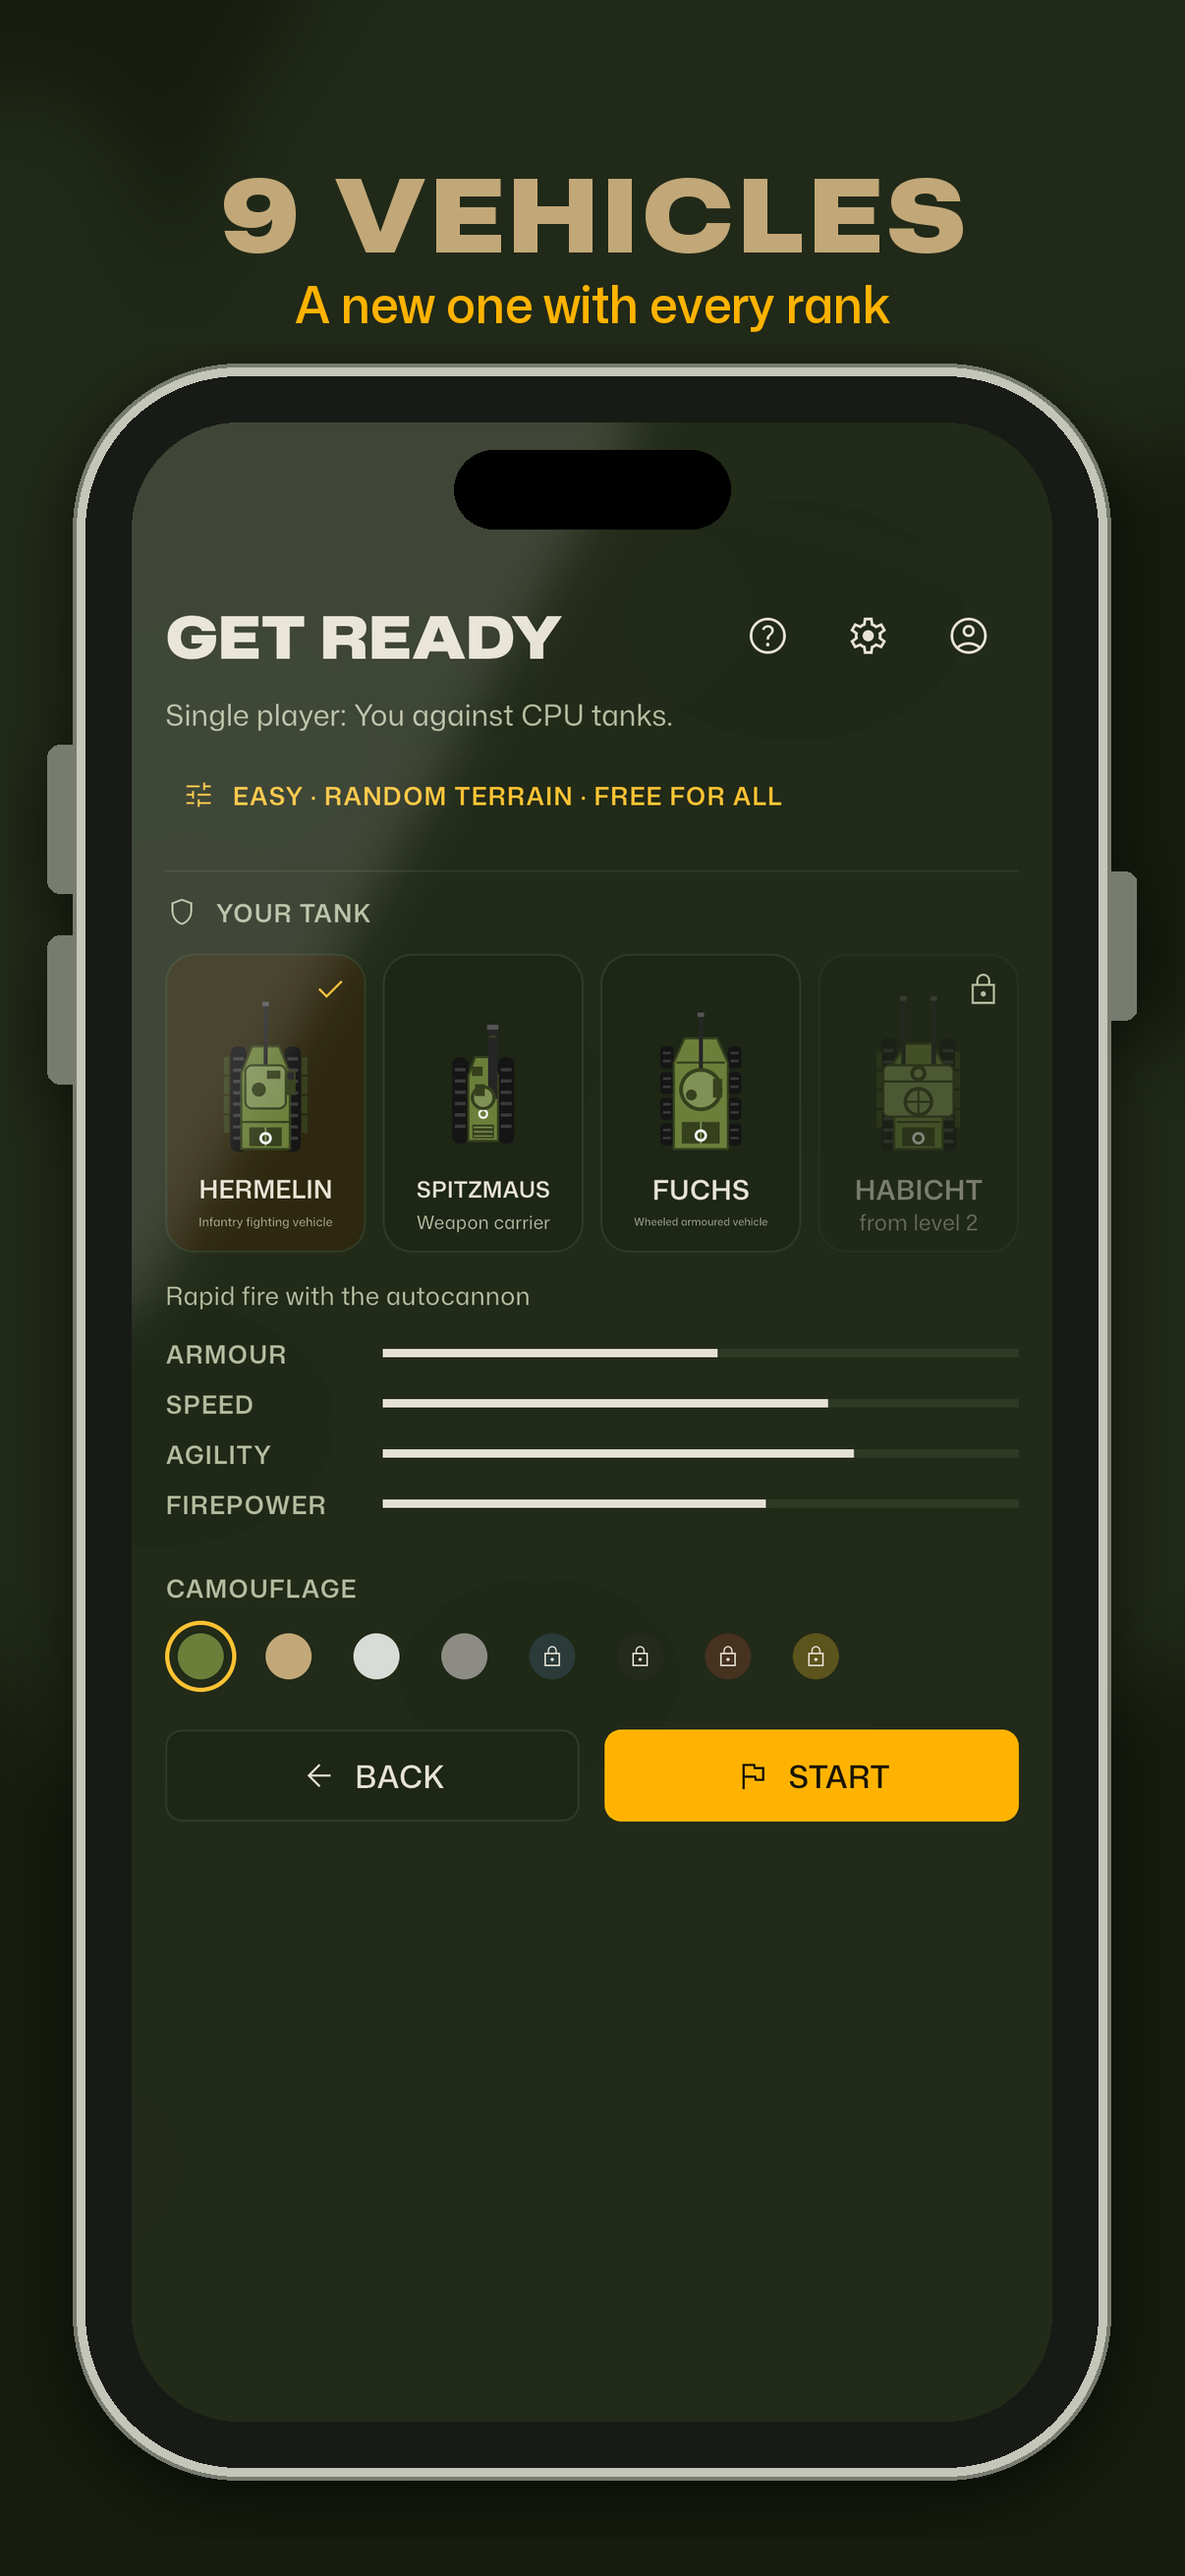 9 VEHICLES
A new one with every rank
GET READY
Single player: You against CPU tanks.
EASY · RANDOM TERRAIN · FREE FOR ALL
YOUR TANK
HERMELIN
Infantry fighting vehicle
SPITZMAUS
Weapon carrier
FUCHS
Wheeled armoured vehicle
HABICHT
from level 2
Rapid fire with the autocannon
ARMOUR
SPEED
AGILITY
FIREPOWER
CAMOUFLAGE
BACK
START